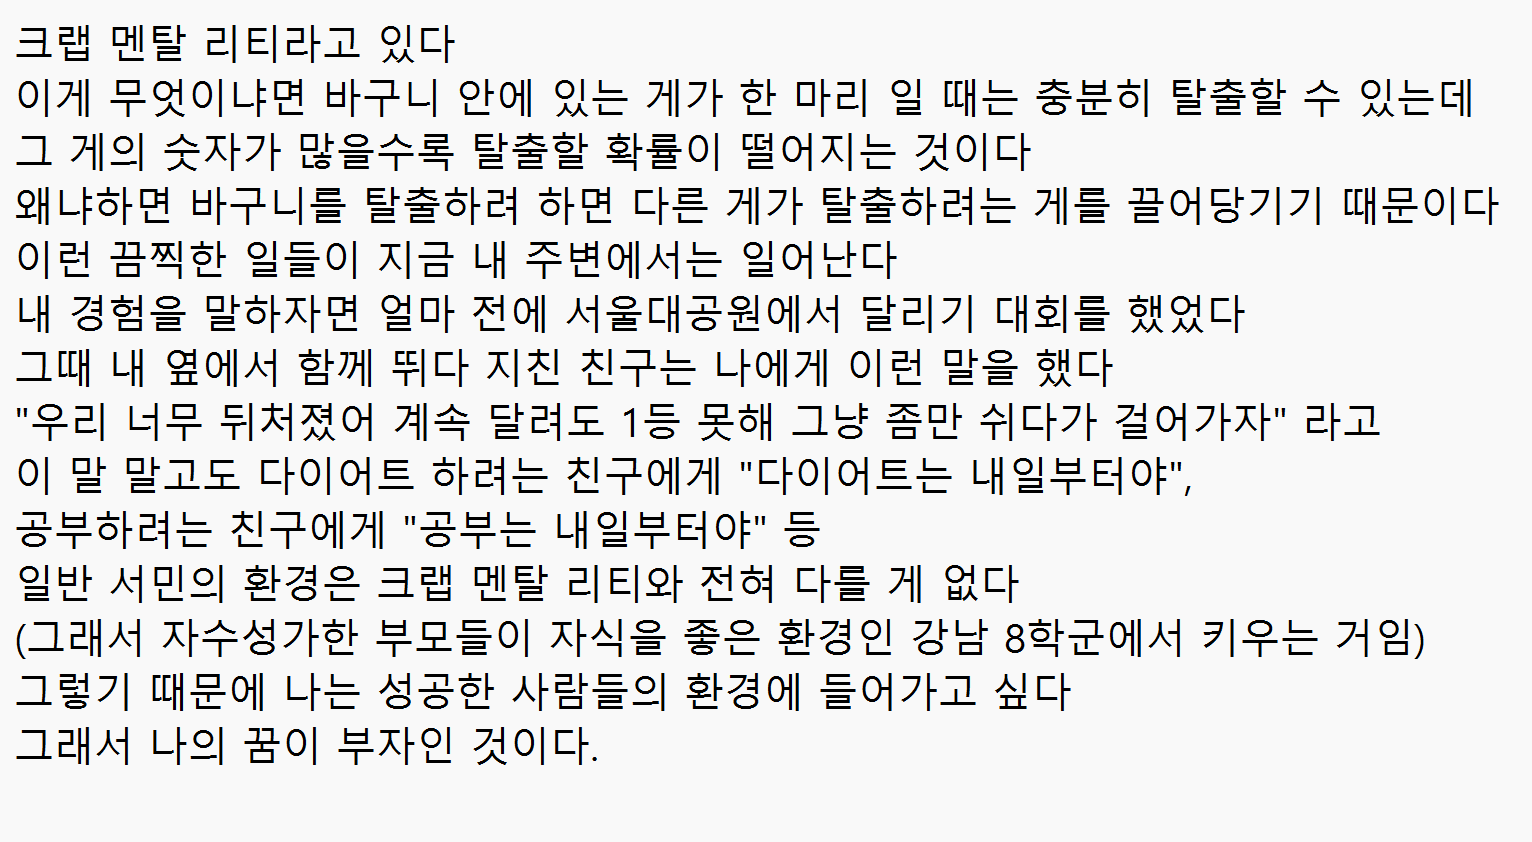 크랩 멘탈 리티라고 있다
이게 무엇이냐면 바구니 안에 있는 게가 한 마리 일 때는 충분히 탈출할 수 있는데
그 게의 숫자가 많을수록 탈출할 확률이 떨어지는 것이다
왜냐하면 바구니를 탈출하려 하면 다른 게가 탈출하려는 게를 끌어당기기 때문이다
이런 끔찍한 일들이 지금 내 주변에서는 일어난다
내 경험을 말하자면 얼마 전에 서울대공원에서 달리기 대회를 했었다
그때 내 옆에서 함께 뛰다 지친 친구는 나에게 이런 말을 했다
"우리 너무 뒤처졌어 계속 달려도 1등 못해 그냥 좀만 쉬다가 걸어가자" 라고
이 말 말고도 다이어트 하려는 친구에게 "다이어트는 내일부터야",
공부하려는 친구에게 "공부는 내일부터야" 등
일반 서민의 환경은 크랩 멘탈 리티와 전혀 다를 게 없다
(그래서 자수성가한 부모들이 자식을 좋은 환경인 강남 8학군에서 키우는 거임)
그렇기 때문에 나는 성공한 사람들의 환경에 들어가고 싶다
그래서 나의 꿈이 부자인 것이다.